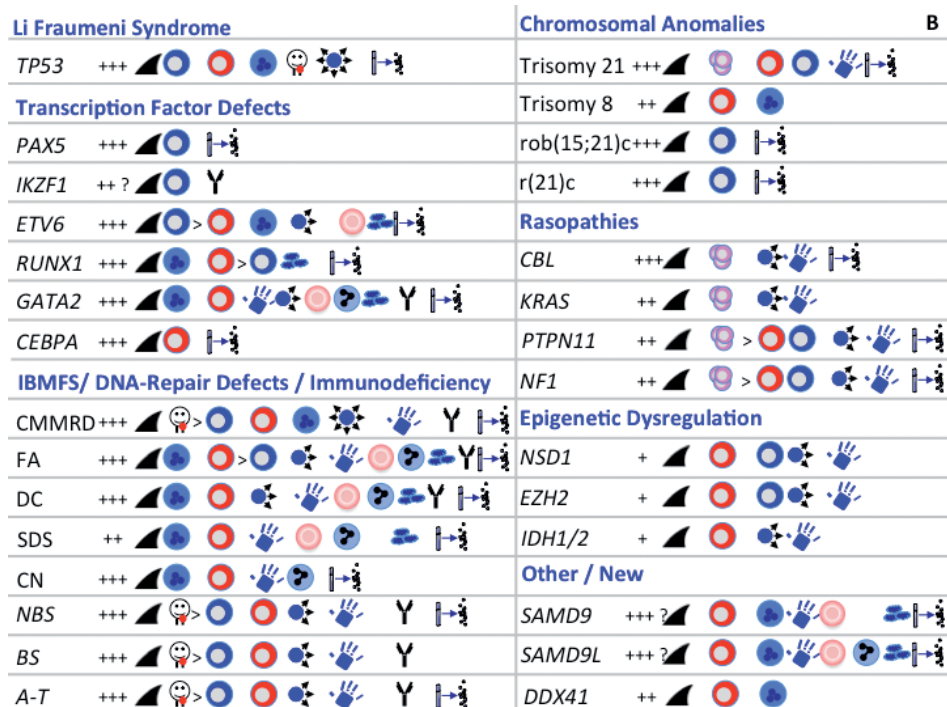 Li Fraumeni Syndrome
TP53 +++
Transcription Factor Defects
PAX5 +++
IKZF1 ++ ?
ETV6 +++ >
RUNX1 +++ >
GATA2 +++
CEBPA +++
IBMFS/ DNA-Repair Defects / Immunodeficiency
CMMRD +++ >
FA +++ >
DC +++
SDS ++
CN +++
NBS +++ >
BS +++ >
A-T +++ >
Chromosomal Anomalies B
Trisomy 21 +++
Trisomy 8 ++
rob(15;21)c+++
r(21)c +++
Rasopathies
CBL +++
KRAS ++
PTPN11 ++ >
NF1 ++ >
Epigenetic Dysregulation
NSD1 +
EZH2 +
IDH1/2 +
Other / New
SAMD9 +++ ?
SAMD9L +++ ?
DDX41 ++